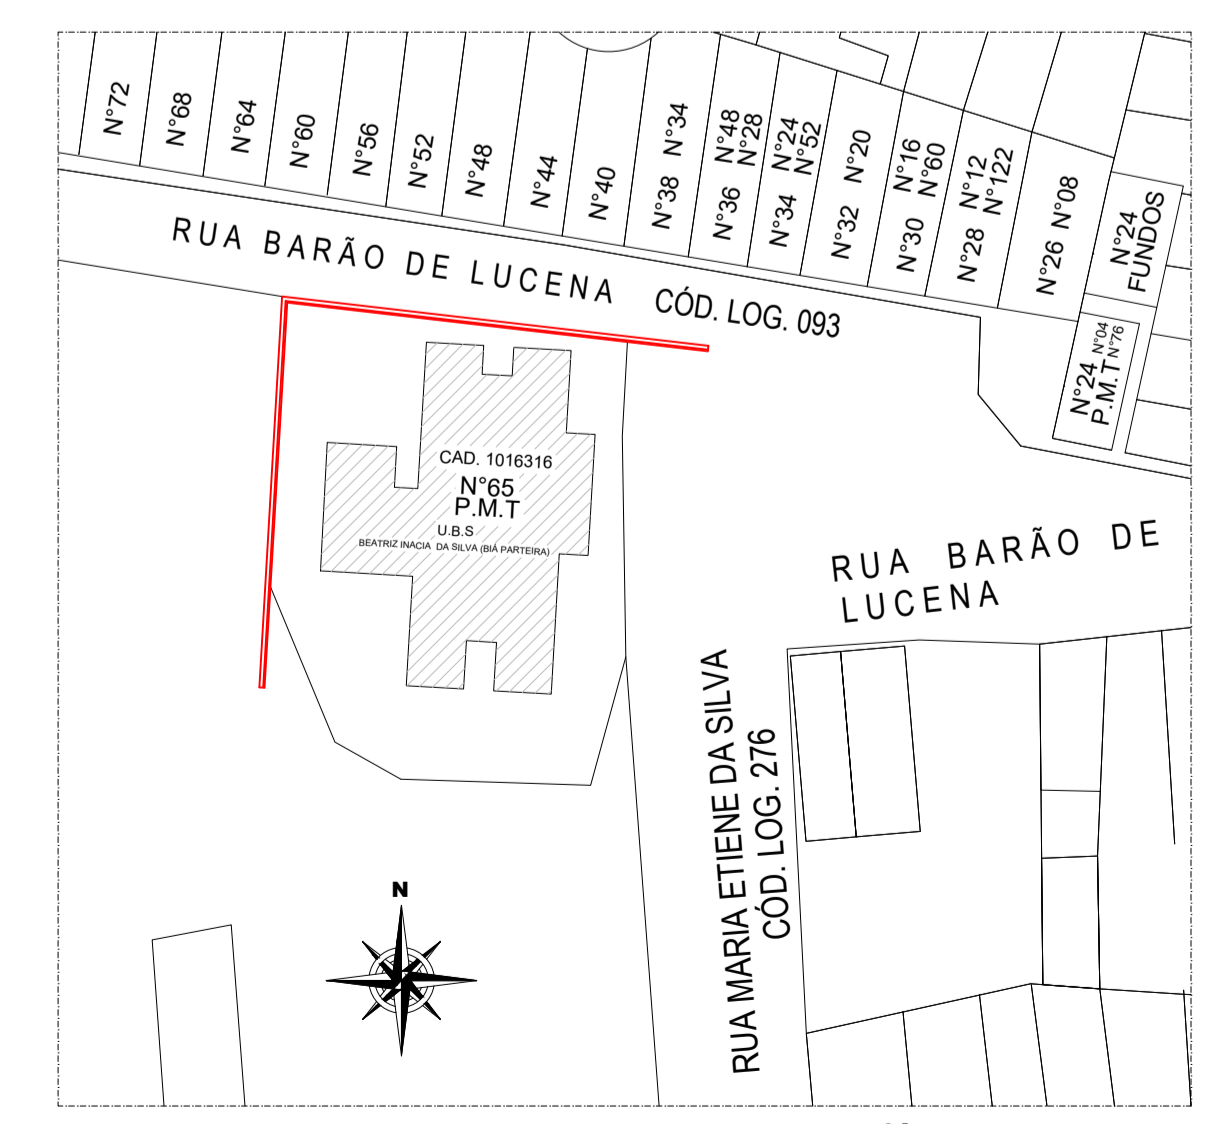 N°72
N°68
N°64
N°60
N°56
N°52
N°48
N°44
N°40
N°34
N°38
N°48
N°28
N°36
N°24
N°52
N°34
N°20
N°32
N°16
N°60
N°30
N°12
N°122
N°28
N°08
N°26
N°24
FUNDOS
N°04
N°76
N°24
P.M.T
RUA BARÃO DE LUCENA
CÓD. LOG. 093
CAD. 1016316
N°65
P.M.T
U.B.S
BEATRIZ INACIA DA SILVA (BIÁ PARTEIRA)
RUA BARÃO DE
LUCENA
RUA MARIA ETIENE DA SILVA
CÓD. LOG. 276
N